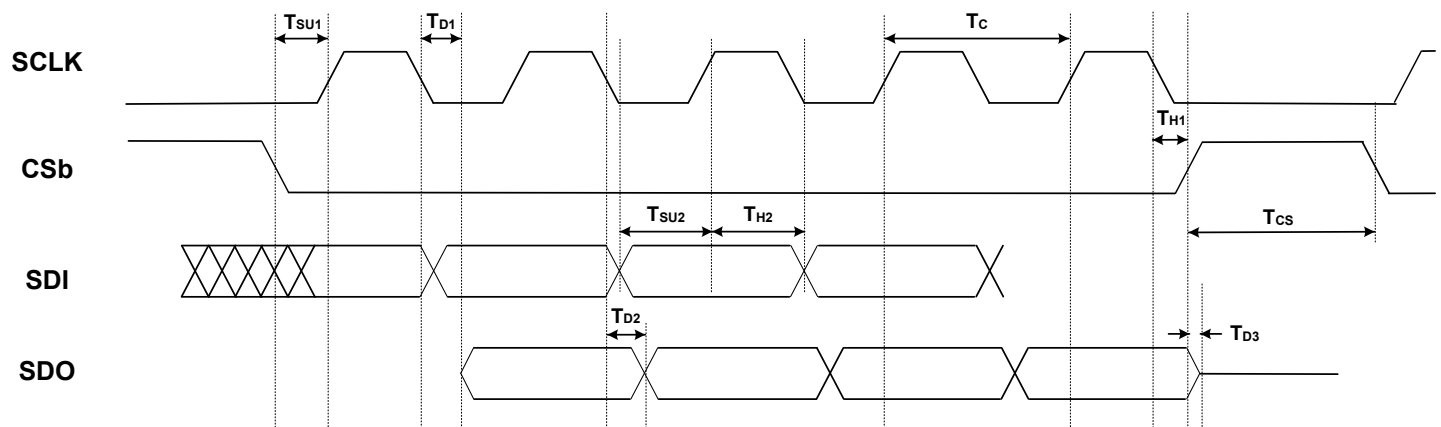 TSU1
TD1
TC
SCLK
TH1
CSb
TSU2
TH2
TCS
SDI
TD2
TD3
SDO